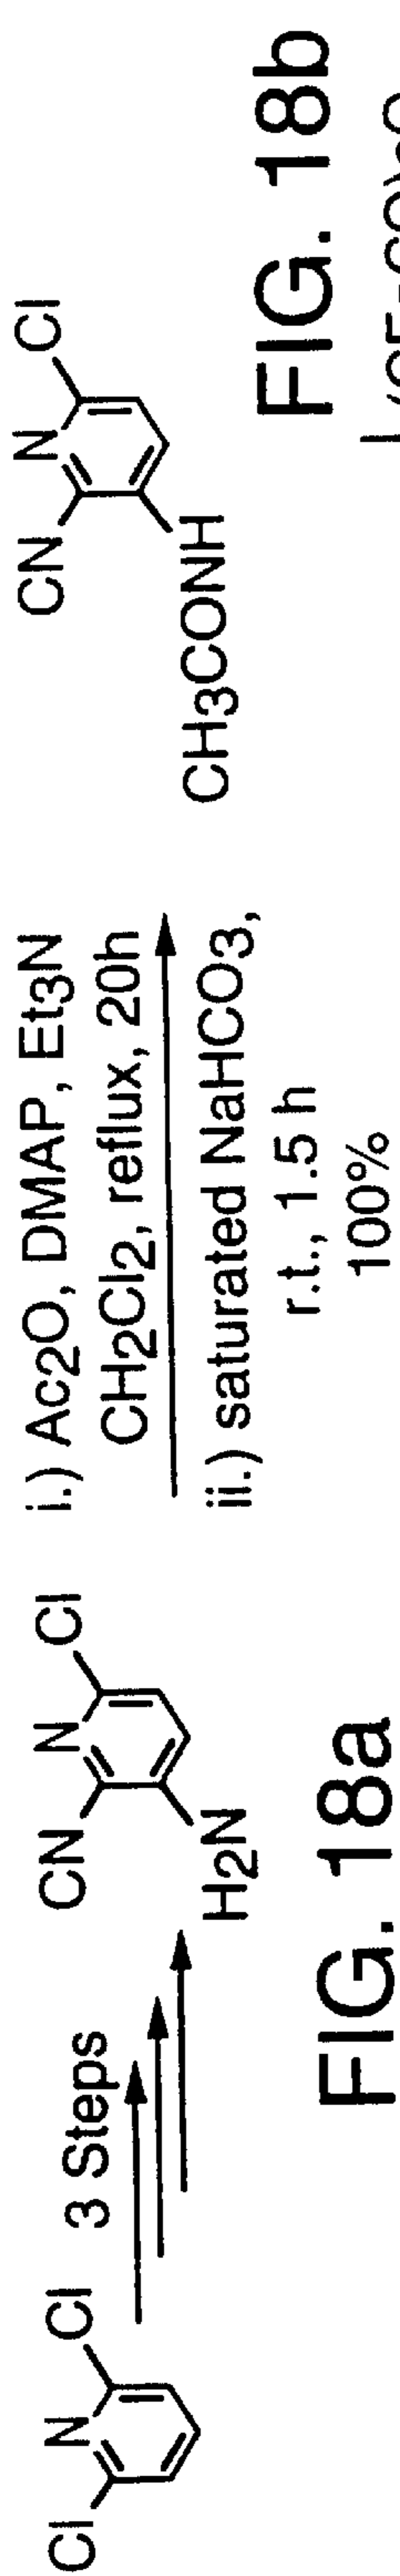 Cl
N
Cl
3 Steps
CN
N
Cl
H2N
FIG. 18a
i.) Ac2O, DMAP, Et3N
CH2Cl2, reflux, 20h
ii.) saturated NaHCO3,
r.t., 1.5 h
100%
CN
N
Cl
CH3CONH
FIG. 18b